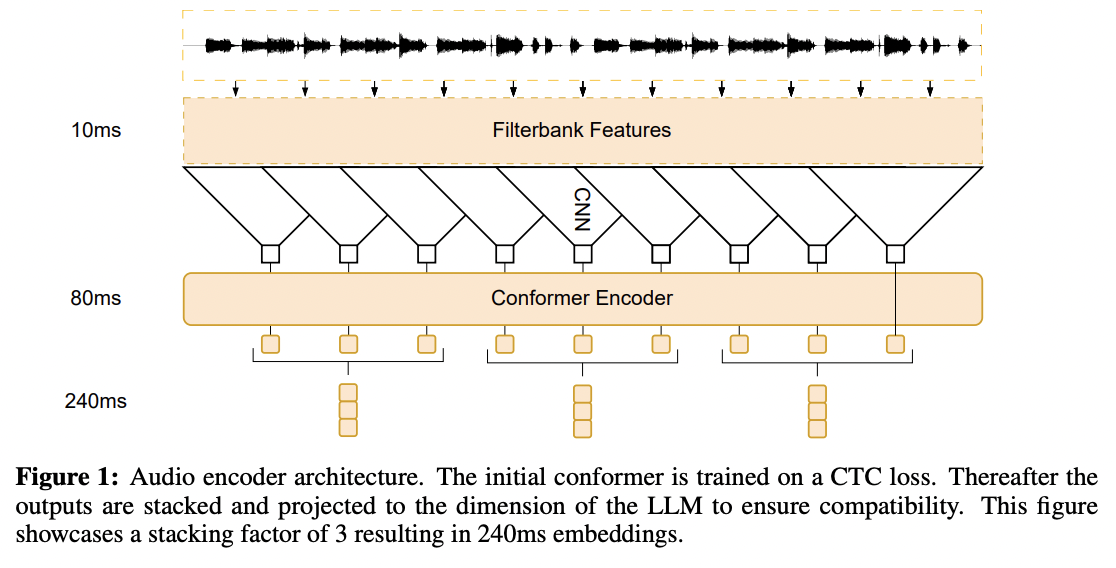 10ms
Filterbank Features
CNN
80ms
Conformer Encoder
240ms
Figure 1: Audio encoder architecture. The initial conformer is trained on a CTC loss. Thereafter the
outputs are stacked and projected to the dimension of the LLM to ensure compatibility. This figure
showcases a stacking factor of 3 resulting in 240ms embeddings.